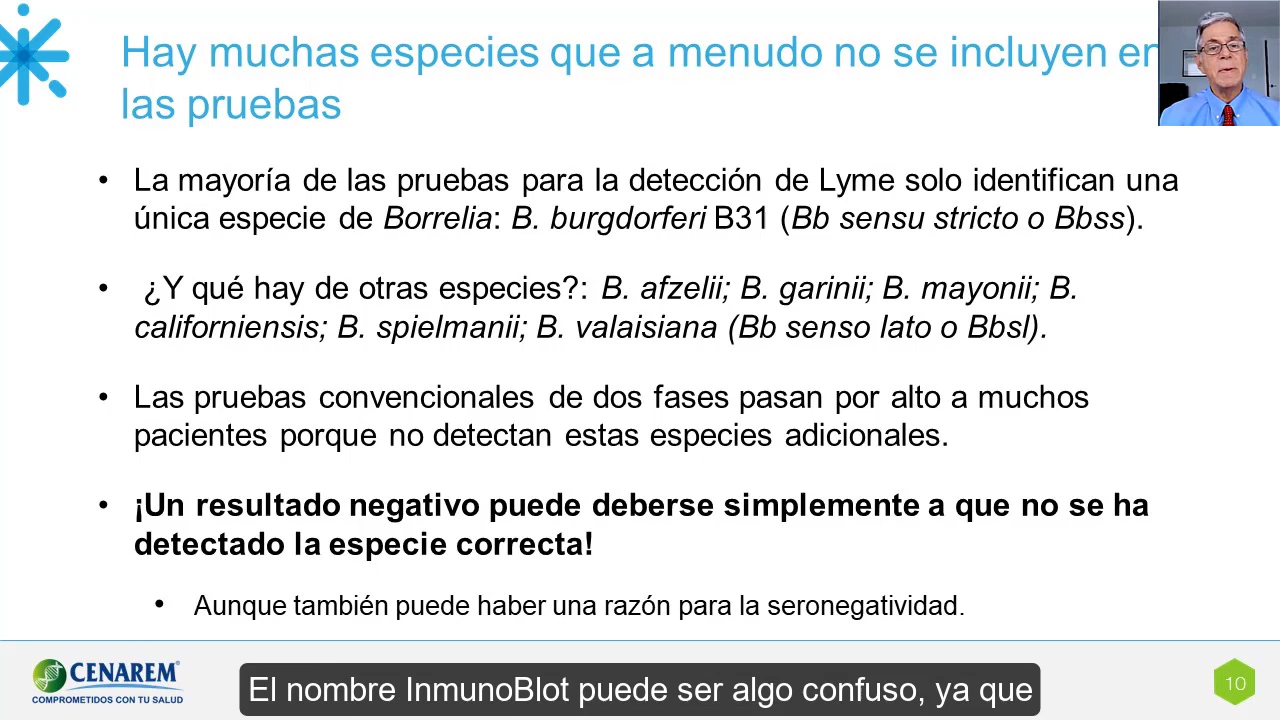 Hay muchas especies que a menudo no se incluyen en
las pruebas
• La mayoría de las pruebas para la detección de Lyme solo identifican una
única especie de Borrelia: B. burgdorferi B31 (Bb sensu stricto o Bbss).
• ¿Y qué hay de otras especies?: B. afzelii; B. garinii; B. mayonii; B.
californiensis; B. spielmanii; B. valaisiana (Bb senso lato o Bbsl).
• Las pruebas convencionales de dos fases pasan por alto a muchos
pacientes porque no detectan estas especies adicionales.
• ¡Un resultado negativo puede deberse simplemente a que no se ha
detectado la especie correcta!
• Aunque también puede haber una razón para la seronegatividad.
CENAREM
COMPROMETIDOS CON TU SALUD
El nombre InmunoBlot puede ser algo confuso, ya que
10